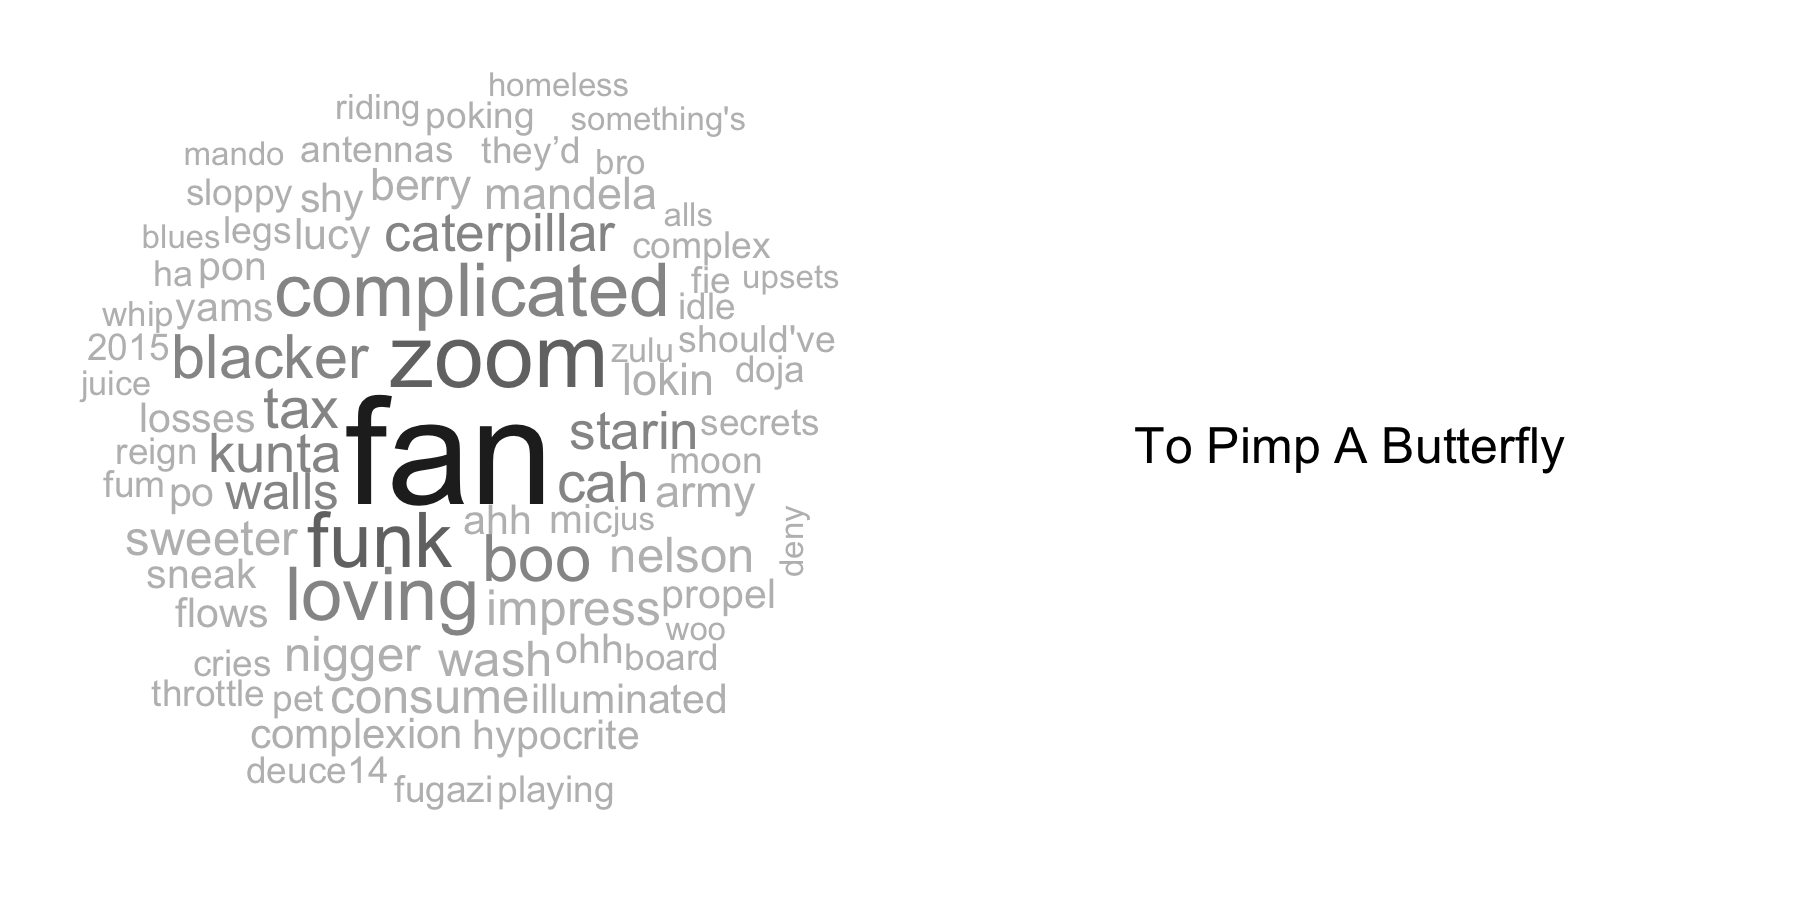 homeless
riding poking something's
mando antennas they’d bro
sloppy shy berry mandela
alls
blues legs lucy caterpillar complex
ha pon complicated fie upsets
whip yams idle
2015 blacker zoom zulu should've
juice lokin doja
losses tax fan starin secrets
reign kunta moon
fum po walls cah army
sweeter funk ahh mic jus deny
sneak boo nelson
flows loving impress propel
woo
cries nigger wash ohh board
throttle pet consume illuminated
complexion hypocrite
deuce 14
fugazi playing
To Pimp A Butterfly